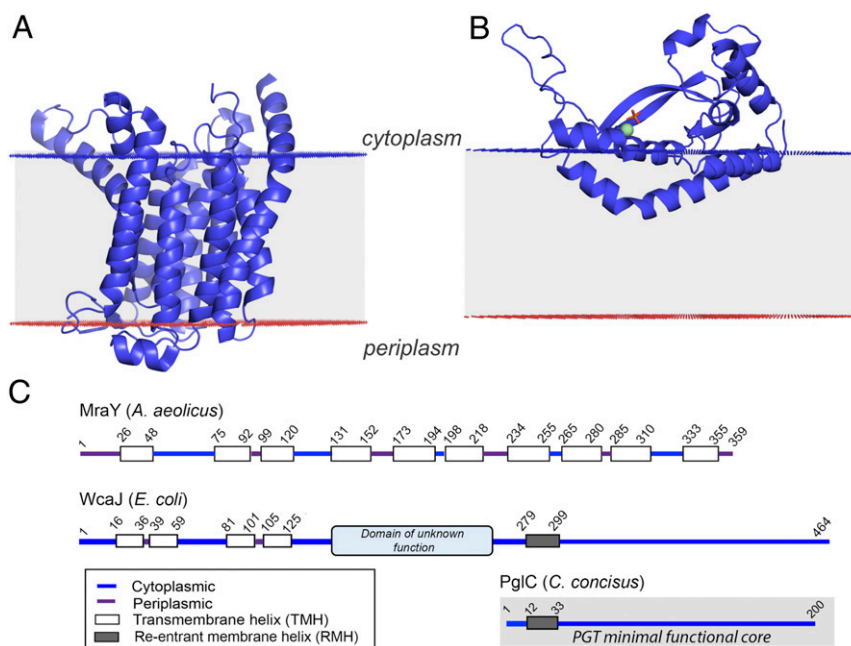 A
B
cytoplasm
periplasm
C
MraY (A. aeolicus)
1 26 48 75 92 99 120 131 152 173 194 198 218 234 255 265 280 285 310 333 355 359
WcaJ (E. coli)
1 16 36 39 59 81 101 105 125 279 299 464
Domain of unknown
function
Cytoplasmic
Periplasmic
Transmembrane helix (TMH)
Re-entrant membrane helix (RMH)
PglC (C. concisus)
1 12 33 200
PGT minimal functional core